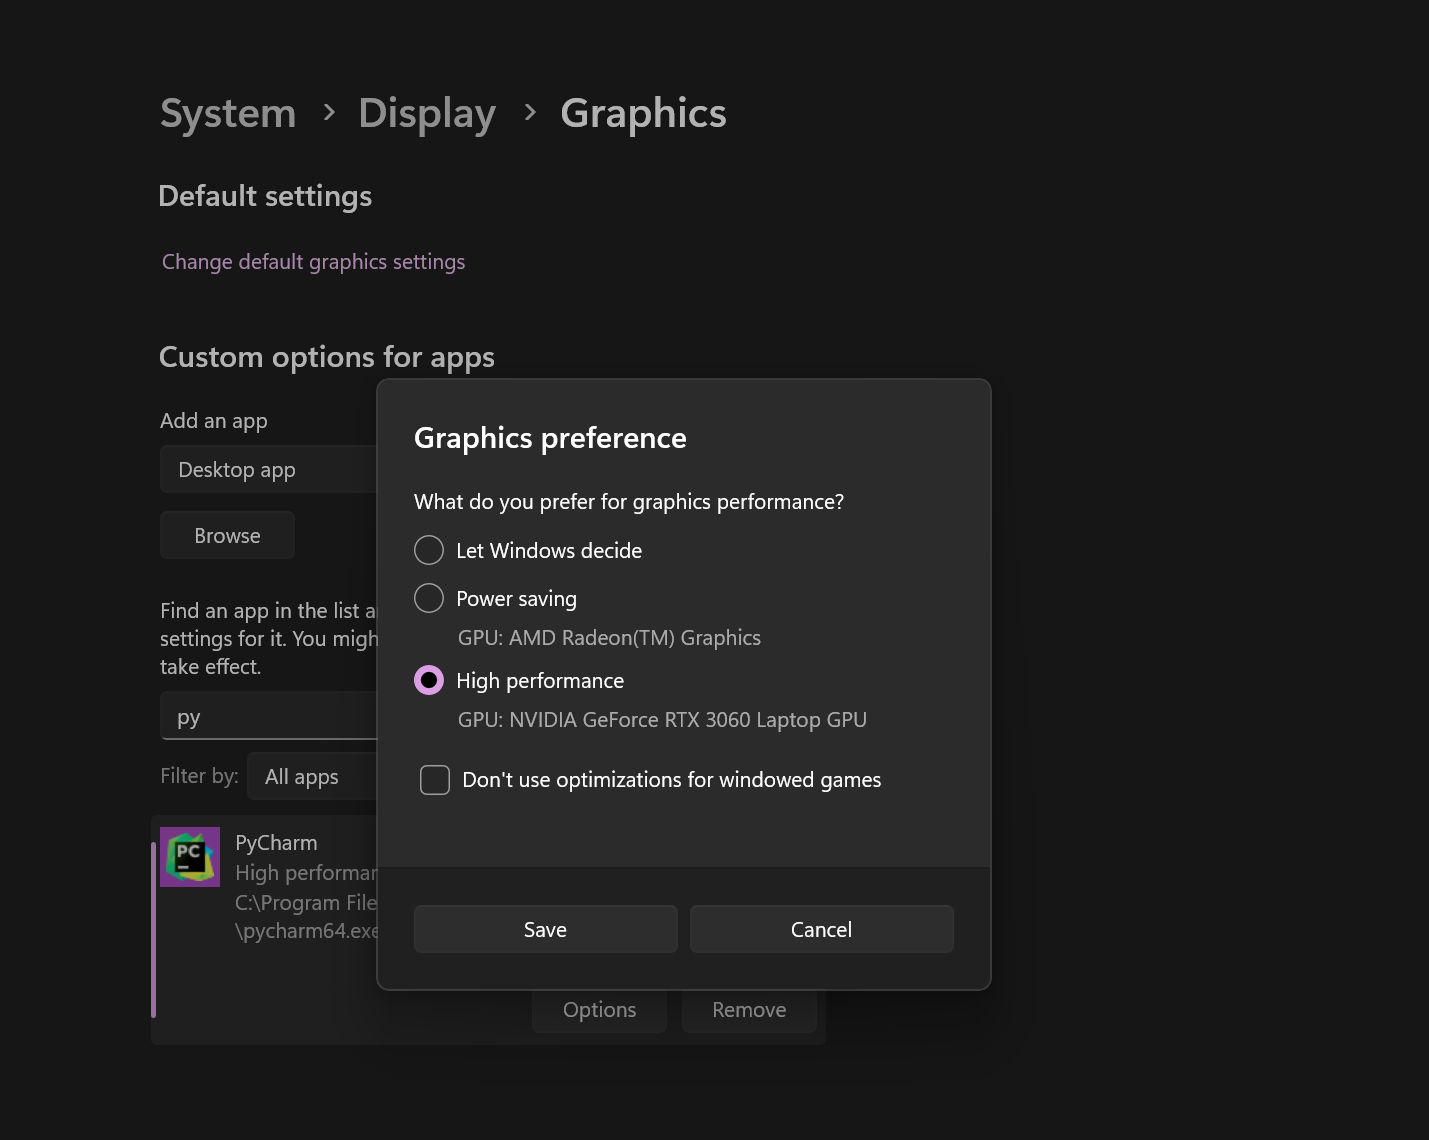 System > Display > Graphics
Default settings
Change default graphics settings
Custom options for apps
Add an app
Desktop app
Browse
Find an app in the list a
settings for it. You migh
take effect.
py
Filter by: All apps
PC
PyCharm
High performan
C:\Program File
\pycharm64.exe
Options Remove
Graphics preference
What do you prefer for graphics performance?
Let Windows decide
Power saving
GPU: AMD Radeon(TM) Graphics
High performance
GPU: NVIDIA GeForce RTX 3060 Laptop GPU
Don't use optimizations for windowed games
Save Cancel